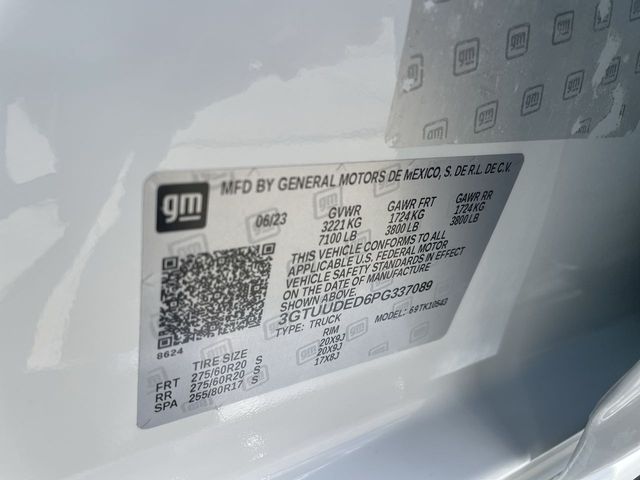 gm
MFD BY GENERAL MOTORS DE MEXICO, S. DE R.L. DE C.V.
06/23 GVWR GAWR FRT GAWR RR
3221 KG 1724 KG 1724 KG
7100 LB 3800 LB 3800 LB
THIS VEHICLE CONFORMS TO ALL
APPLICABLE U.S. FEDERAL MOTOR
VEHICLE SAFETY STANDARDS IN EFFECT
ON THE DATE OF MANUFACTURE
SHOWN ABOVE.
3GTUUDED6PG337089
TYPE: TRUCK MODEL: 69TK10543
8624
TIRE SIZE RIM
FRT 275/60R20 S 20X9J
RR 275/60R20 S 20X9J
SPA 255/80R17 S 17X8J